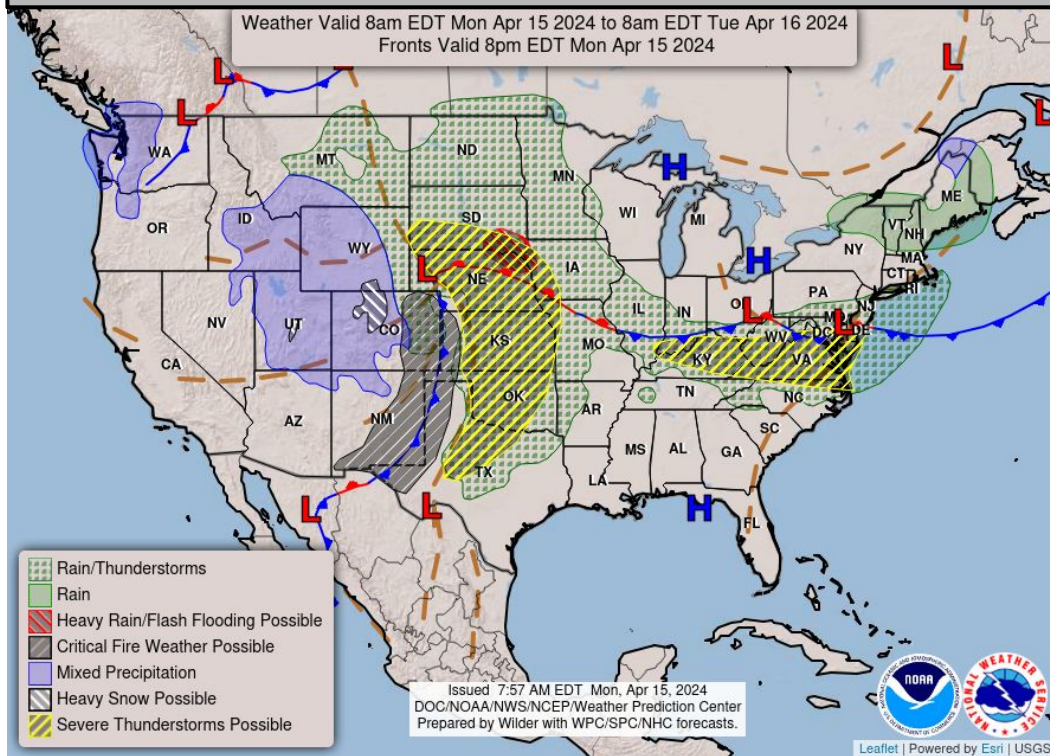 Weather Valid 8am EDT Mon Apr 15 2024 to 8am EDT Tue Apr 16 2024
Fronts Valid 8pm EDT Mon Apr 15 2024
L
L
L
L
WA
MT
ND
MN
H
ME
OR
ID
SD
WI
MI
VT
NH
WY
L
NE
IA
H
NY
MA
CT
RI
PA
NJ
NV
UT
CO
IL
IN
L
L
DE
DC
WV
CA
KS
MO
KY
VA
AZ
NM
OK
AR
TN
NC
SC
MS
AL
GA
TX
LA
L
L
H
FL
Rain/Thunderstorms
Rain
Heavy Rain/Flash Flooding Possible
Critical Fire Weather Possible
Mixed Precipitation
Heavy Snow Possible
Severe Thunderstorms Possible
Issued 7:57 AM EDT Mon, Apr 15, 2024
DOC/NOAA/NWS/NCEP/Weather Prediction Center
Prepared by Wilder with WPC/SPC/NHC forecasts.
NOAA
NATIONAL WEATHER SERVICE
Leaflet | Powered by Esri | USGS